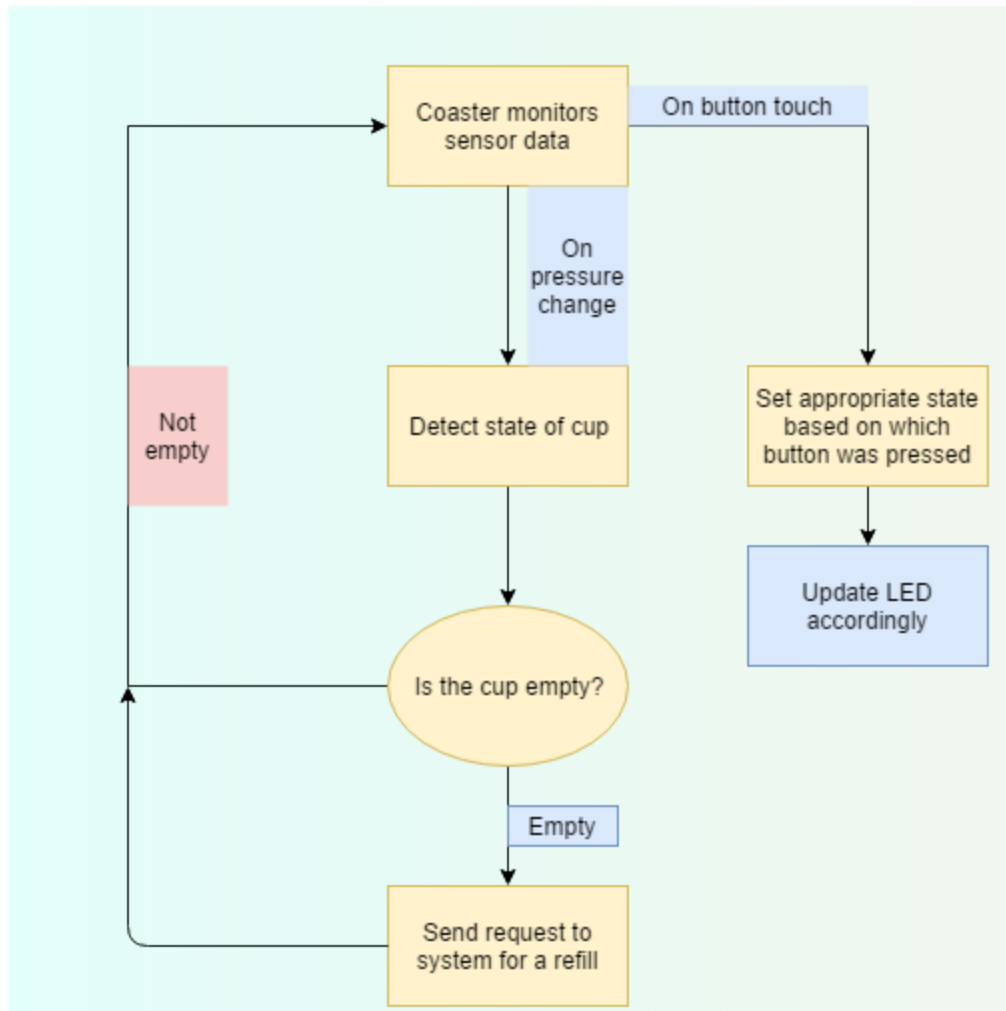 Coaster monitors
sensor data
On button touch
On
pressure
change
Not
empty
Detect state of cup
Set appropriate state
based on which
button was pressed
Update LED
accordingly
Is the cup empty?
Empty
Send request to
system for a refill